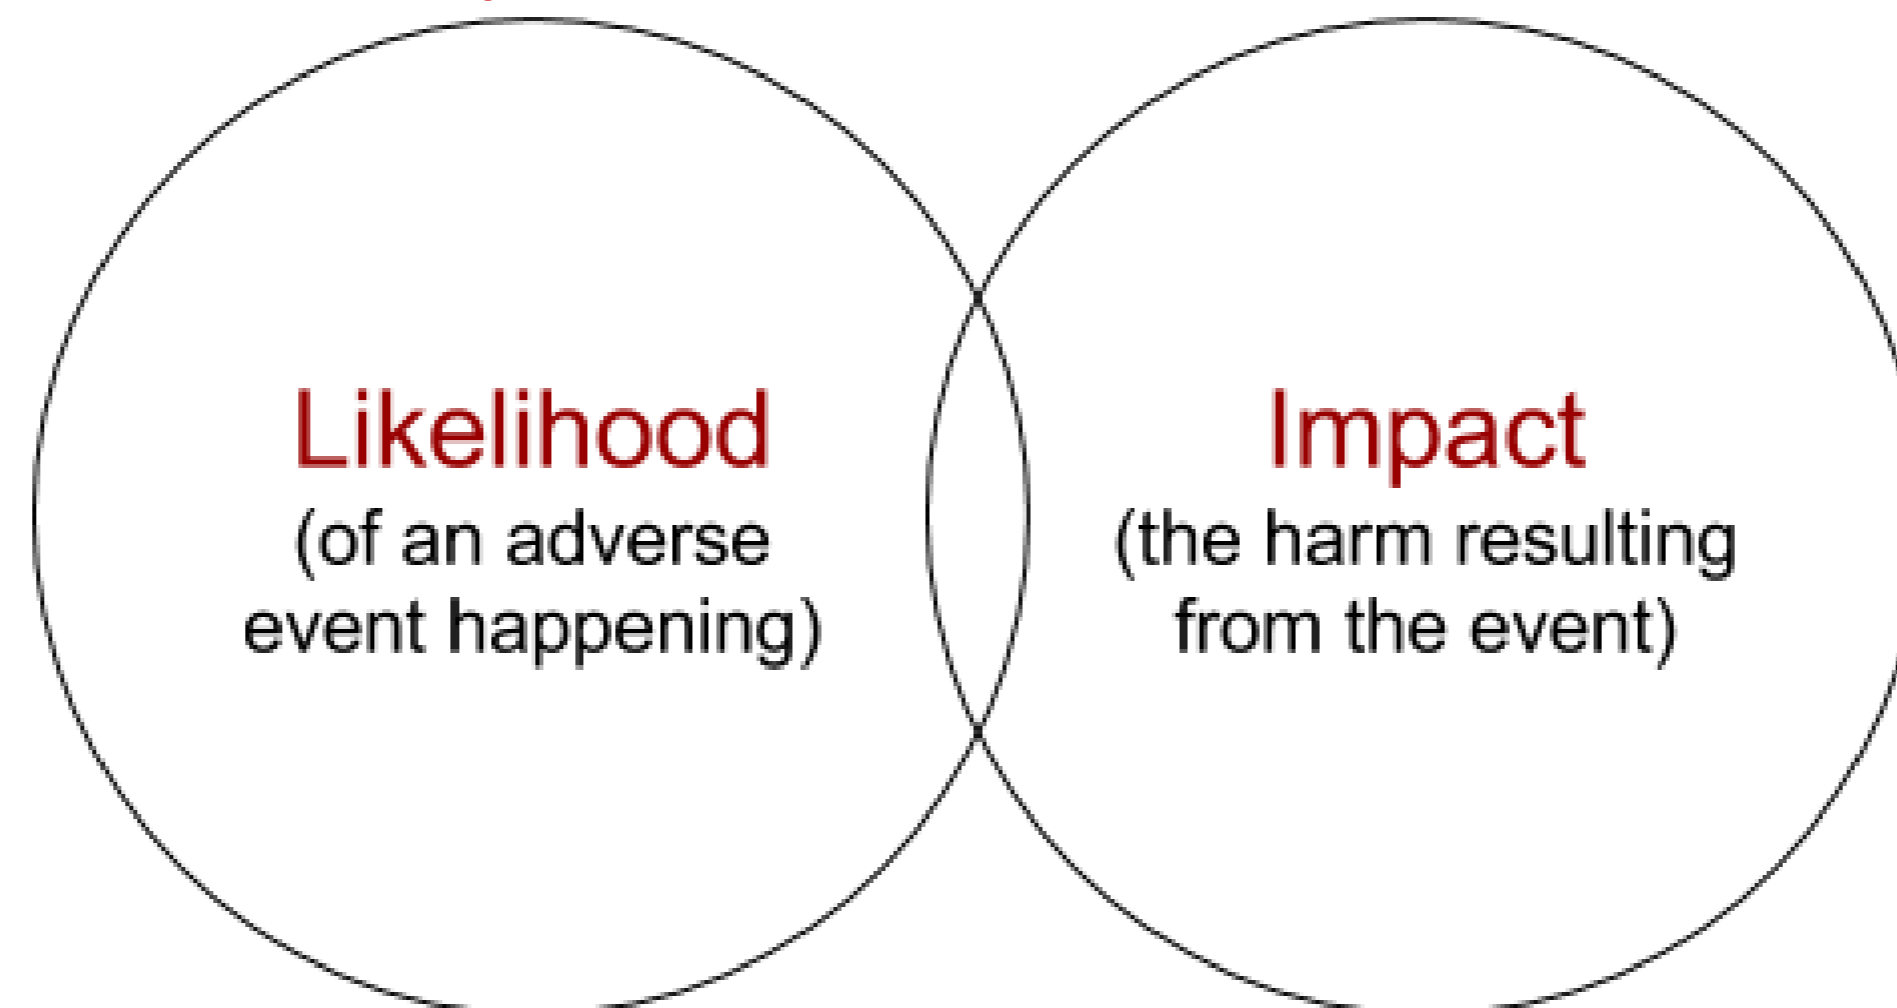 Likelihood
(of an adverse
event happening)
Impact
(the harm resulting
from the event)